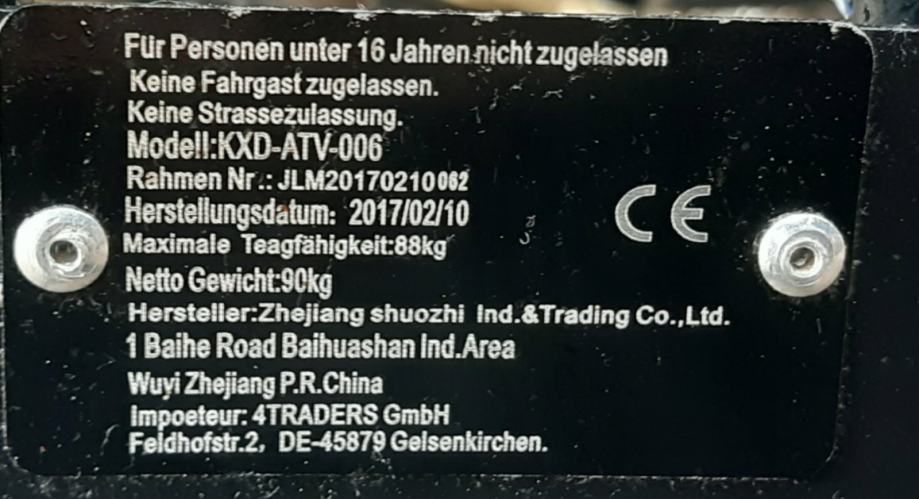 Für Personen unter 16 Jahren nicht zugelassen
Keine Fahrgast zugelassen.
Keine Strassezulassung.
Modell:KXD-ATV-006
Rahmen Nr.: JLM20170210062
Herstellungsdatum: 2017/02/10
Maximale Teagfähigkeit:88kg
Netto Gewicht:90kg
CE
Hersteller:Zhejiang shuozhi Ind.&Trading Co.,Ltd.
1 Baihe Road Baihuashan Ind.Area
Wuyi Zhejiang P.R.China
Impoeteur: 4TRADERS GmbH
Feldhofstr.2, DE-45879 Gelsenkirchen.